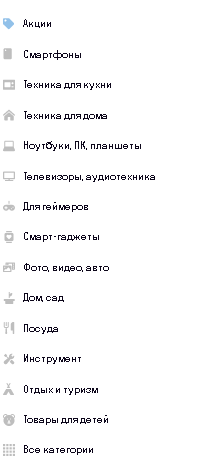 Акции
Смартфоны
Техника для кухни
Техника для дома
Ноутбуки, ПК, планшеты
Телевизоры, аудиотехника
Для геймеров
Смарт-гаджеты
Фото, видео, авто
Дом, сад
Посуда
Инструмент
Отдых и туризм
Товары для детей
Все категории